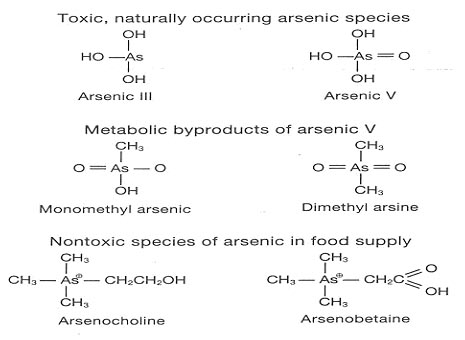 Toxic, naturally occurring arsenic species
OH OH
HO — As HO — As = O
OH OH
Arsenic III Arsenic V
Metabolic byproducts of arsenic V
CH₃ CH₃
O = As — O O = As = O
OH CH₃
Monomethyl arsenic Dimethyl arsine
Nontoxic species of arsenic in food supply
CH₃ CH₃ O
CH₃ — As⊕ — CH₂CH₂OH CH₃ — As⊕ — CH₂C
CH₃ CH₃ OH
Arsenocholine Arsenobetaine